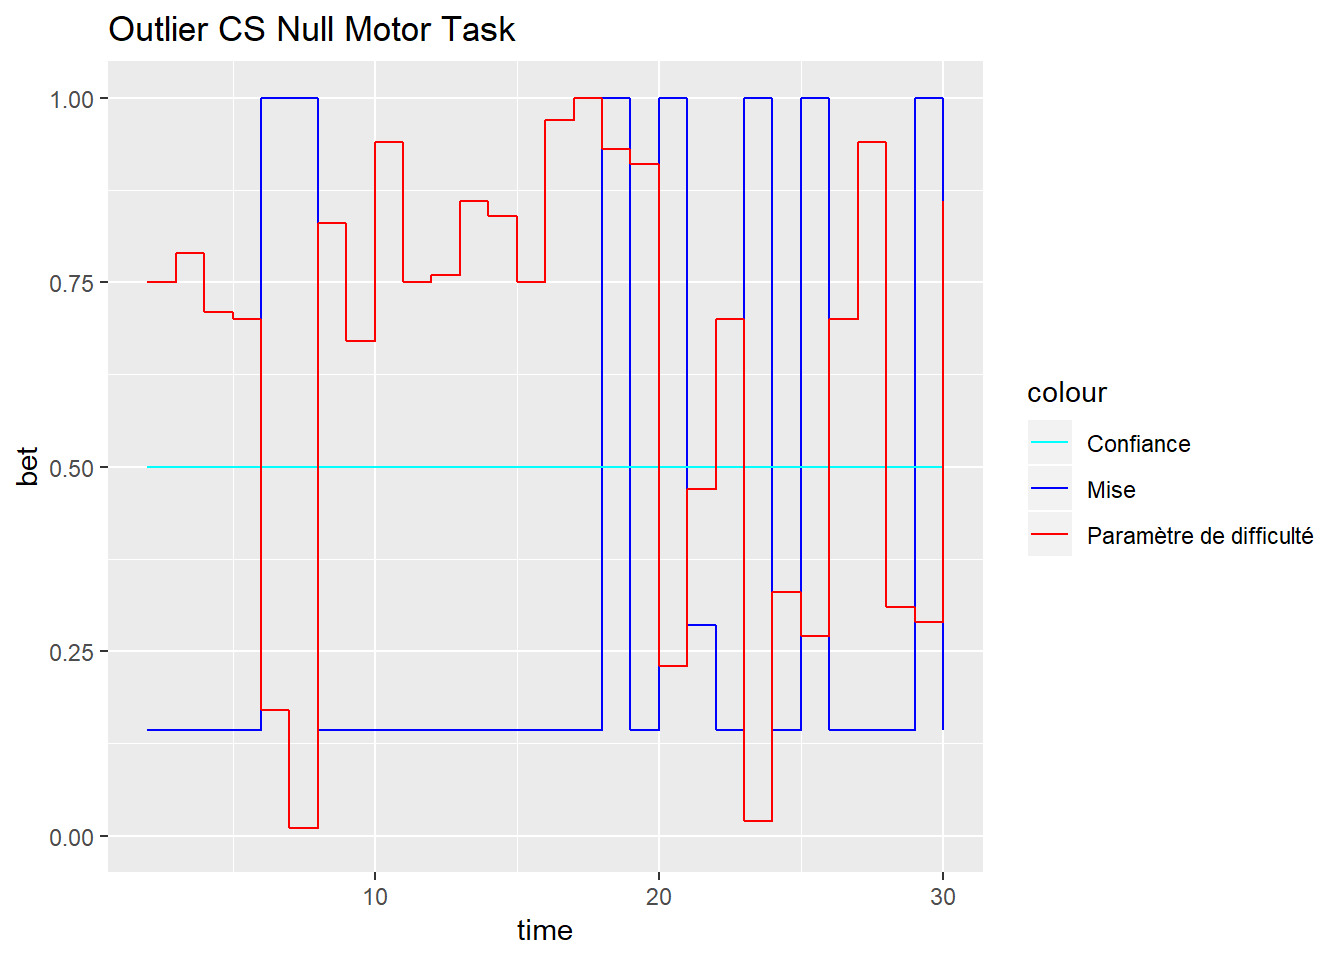 Outlier CS Null Motor Task
1.00
0.75
0.50
0.25
0.00
bet
10
20
30
time
colour
Confiance
Mise
Paramètre de difficulté